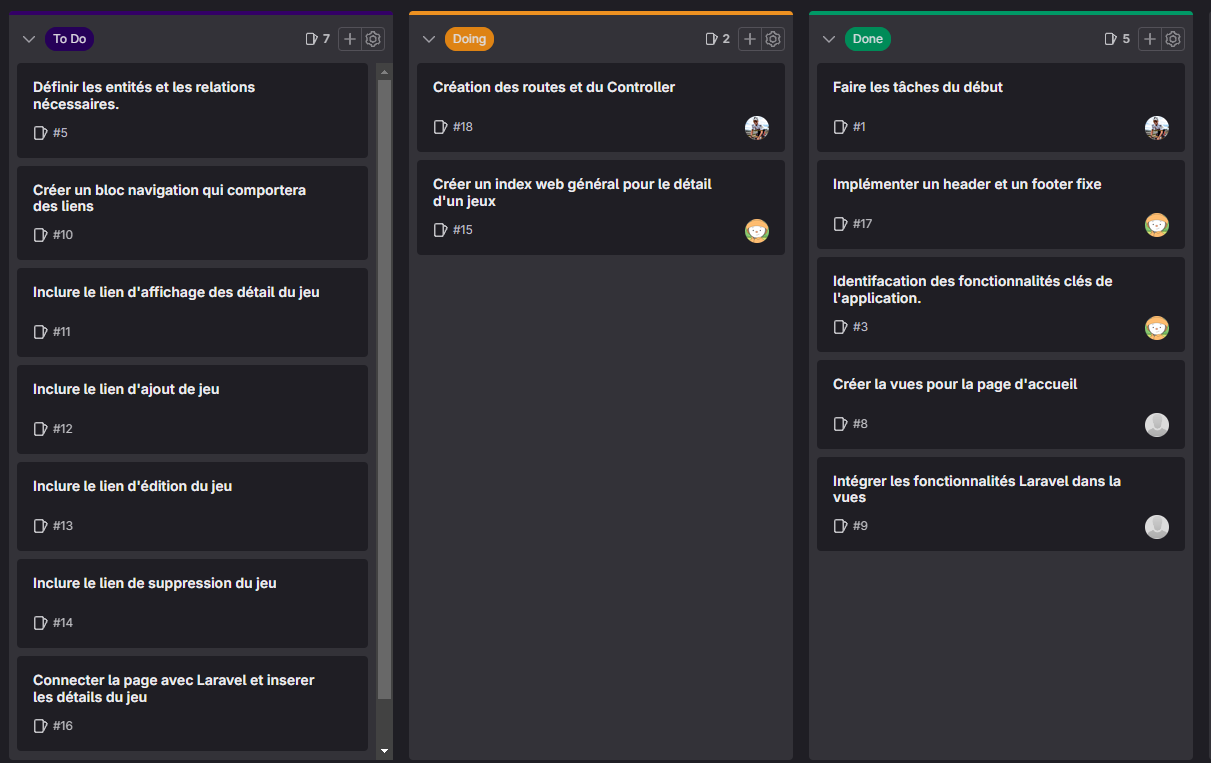 To Do
7
Définir les entités et les relations
nécessaires.
#5
Créer un bloc navigation qui comportera
des liens
#10
Inclure le lien d'affichage des détail du jeu
#11
Inclure le lien d'ajout de jeu
#12
Inclure le lien d'édition du jeu
#13
Inclure le lien de suppression du jeu
#14
Connecter la page avec Laravel et inserer
les détails du jeu
#16
Doing
2
Création des routes et du Controller
#18
Créer un index web général pour le détail
d'un jeux
#15
Done
5
Faire les tâches du début
#1
Implémenter un header et un footer fixe
#17
Identifacation des fonctionnalités clés de
l'application.
#3
Créer la vues pour la page d'accueil
#8
Intégrer les fonctionnalités Laravel dans la
vues
#9